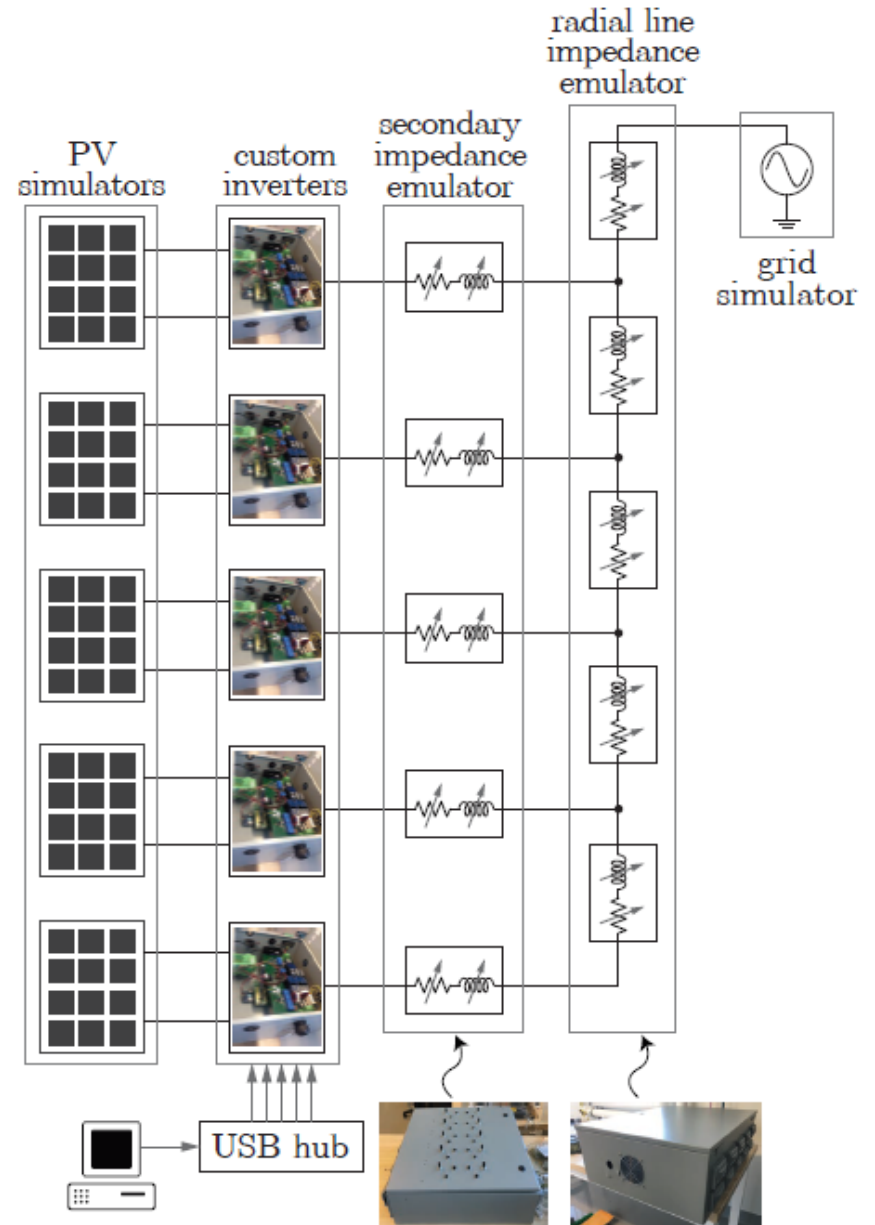 radial line
impedance
emulator
secondary
impedance
emulator
PV
simulators
custom
inverters
grid
simulator
USB hub